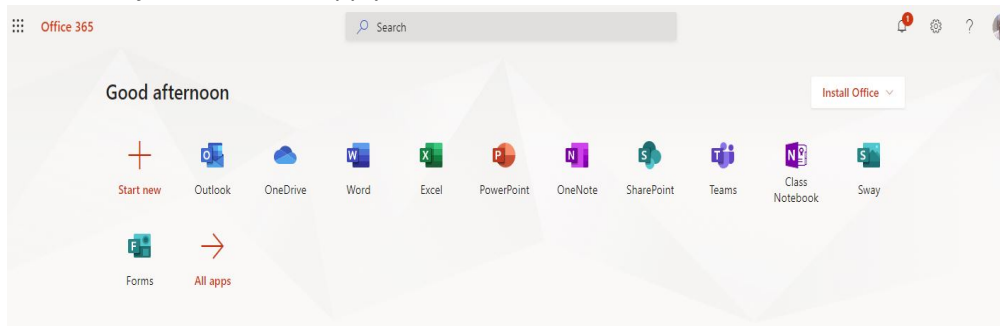 Office 365
Search
1
?
Good afternoon
Install Office
Start new
Outlook
OneDrive
Word
Excel
PowerPoint
OneNote
SharePoint
Teams
Class
Notebook
Sway
Forms
All apps